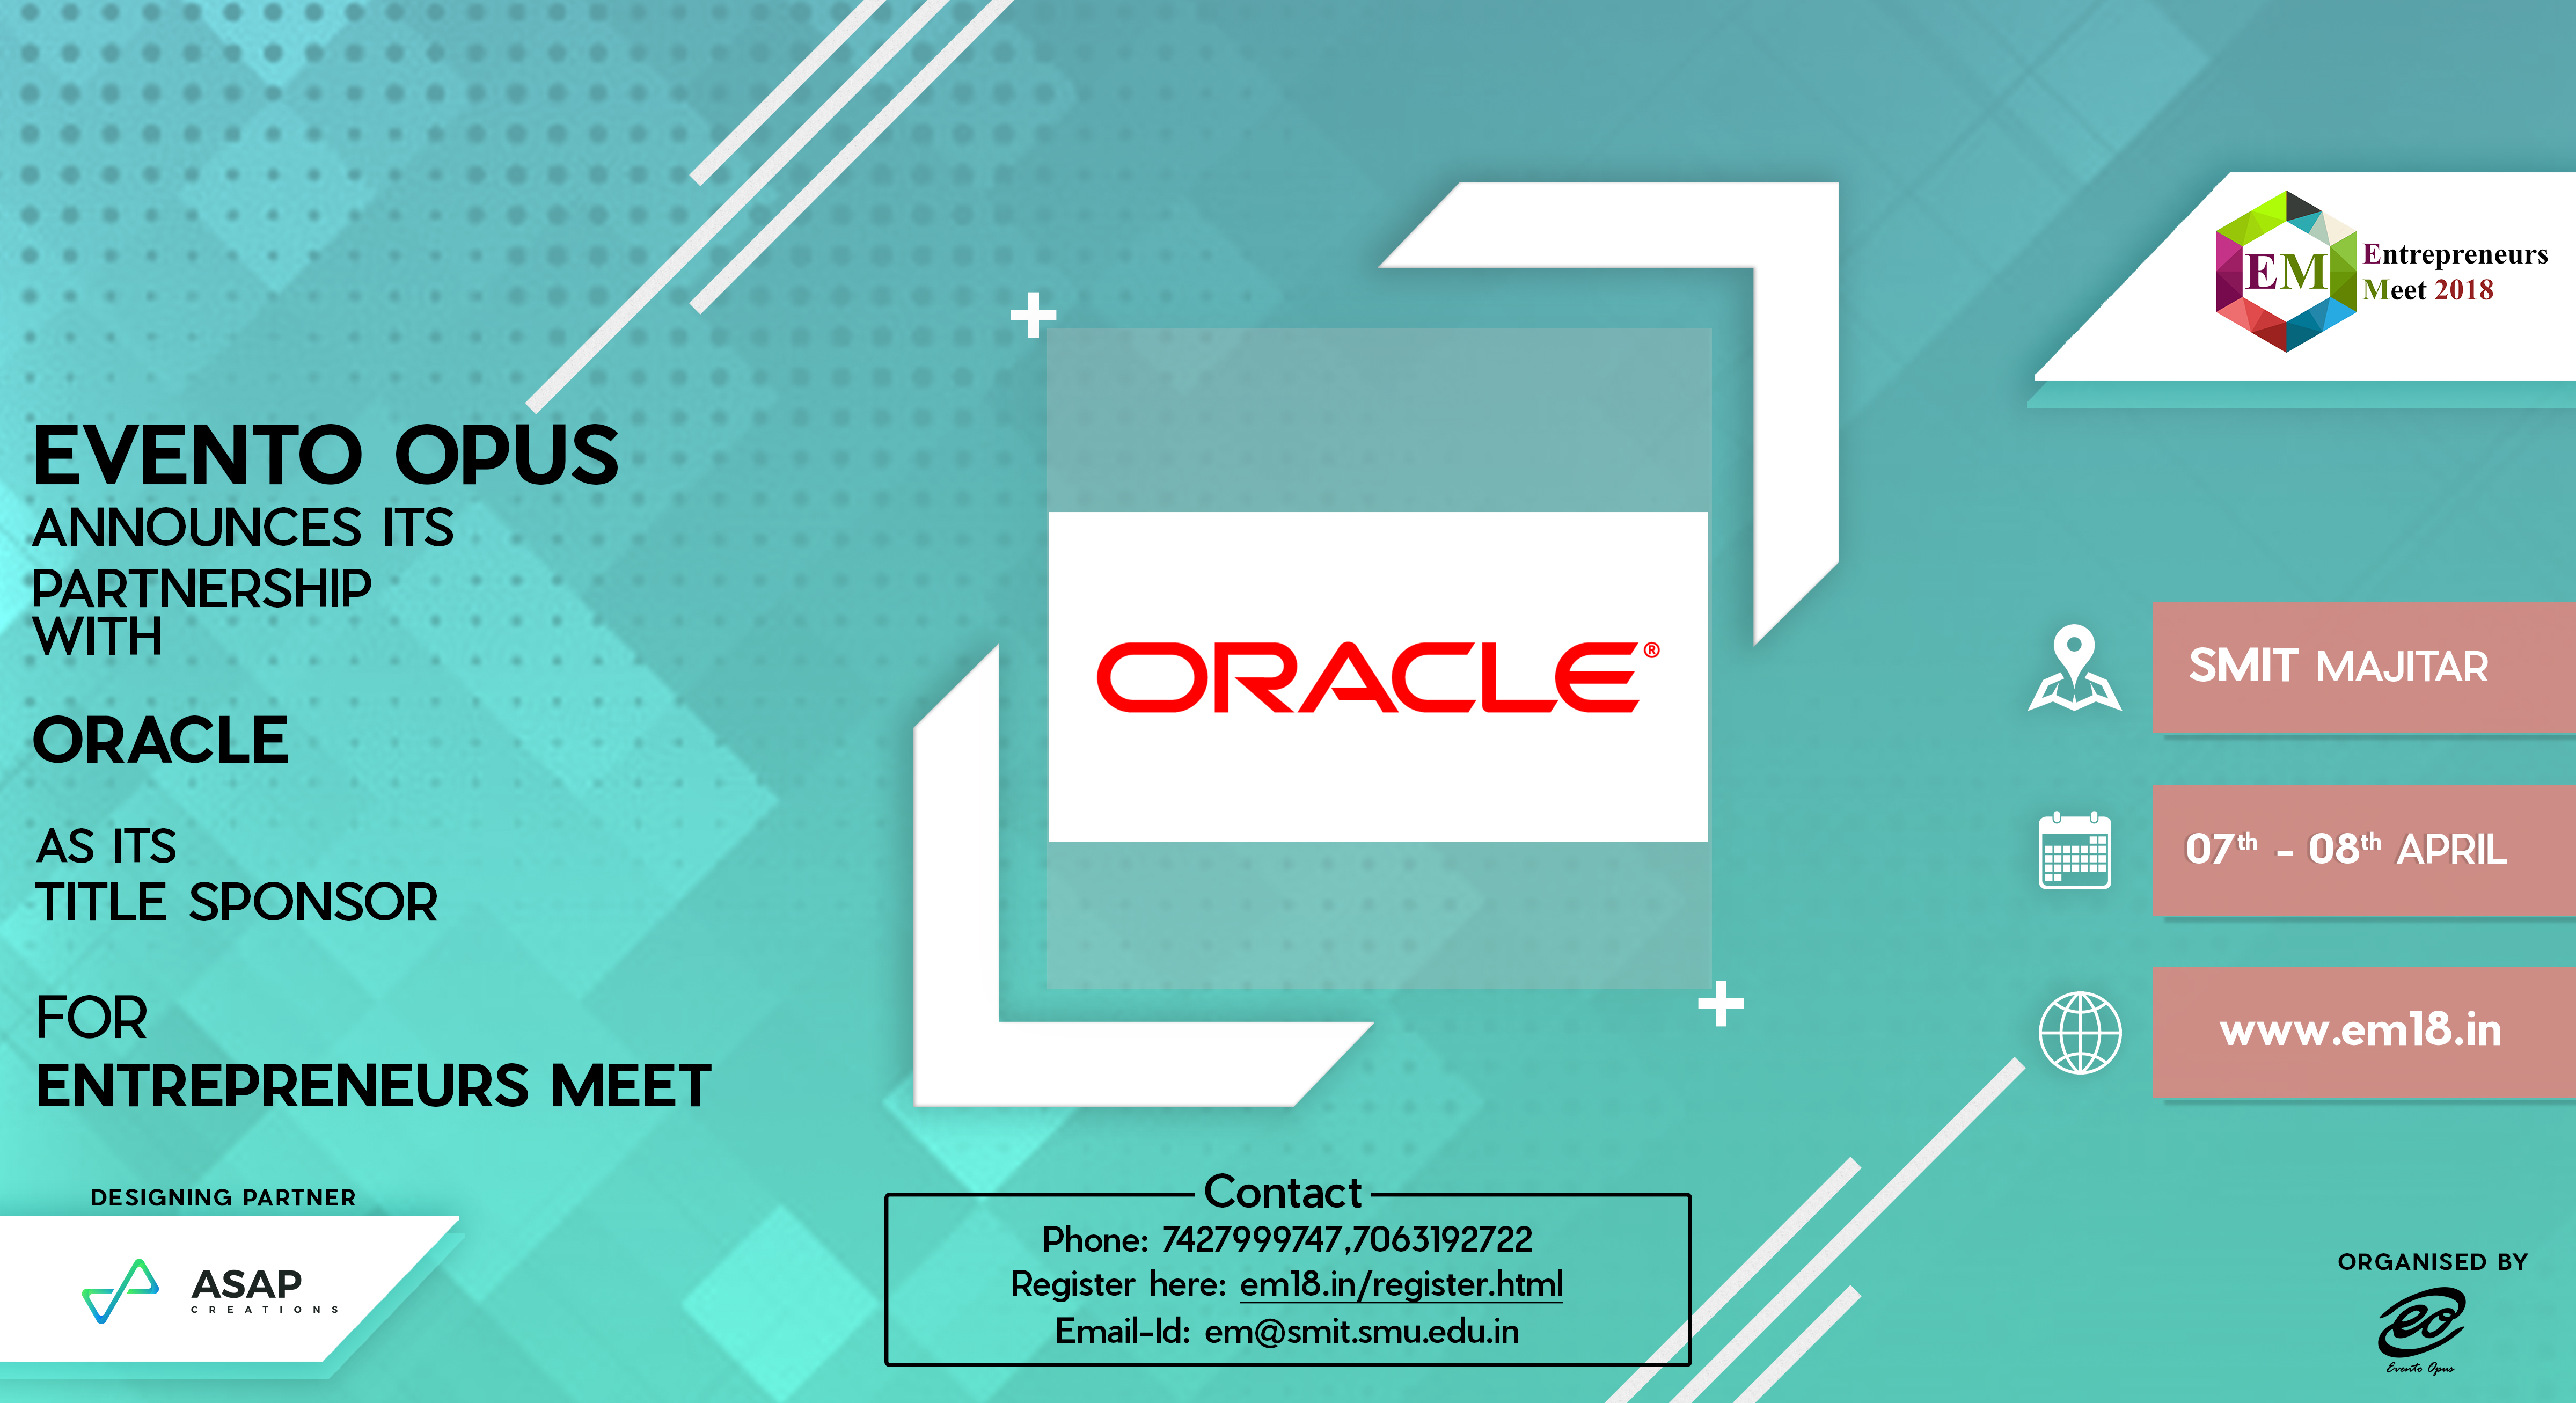 EVENTO OPUS
ANNOUNCES ITS
PARTNERSHIP
WITH
ORACLE
AS ITS
TITLE SPONSOR
FOR
ENTREPRENEURS MEET
DESIGNING PARTNER
ASAP
CREATIONS
ORACLE®
Contact
Phone: 7427999747,7063192722
Register here: em18.in/register.html
Email-Id: em@smit.smu.edu.in
EM
Entrepreneurs
Meet 2018
SMIT MAJITAR
07th - 08th APRIL
www.em18.in
ORGANISED BY
eo
Evento Opus